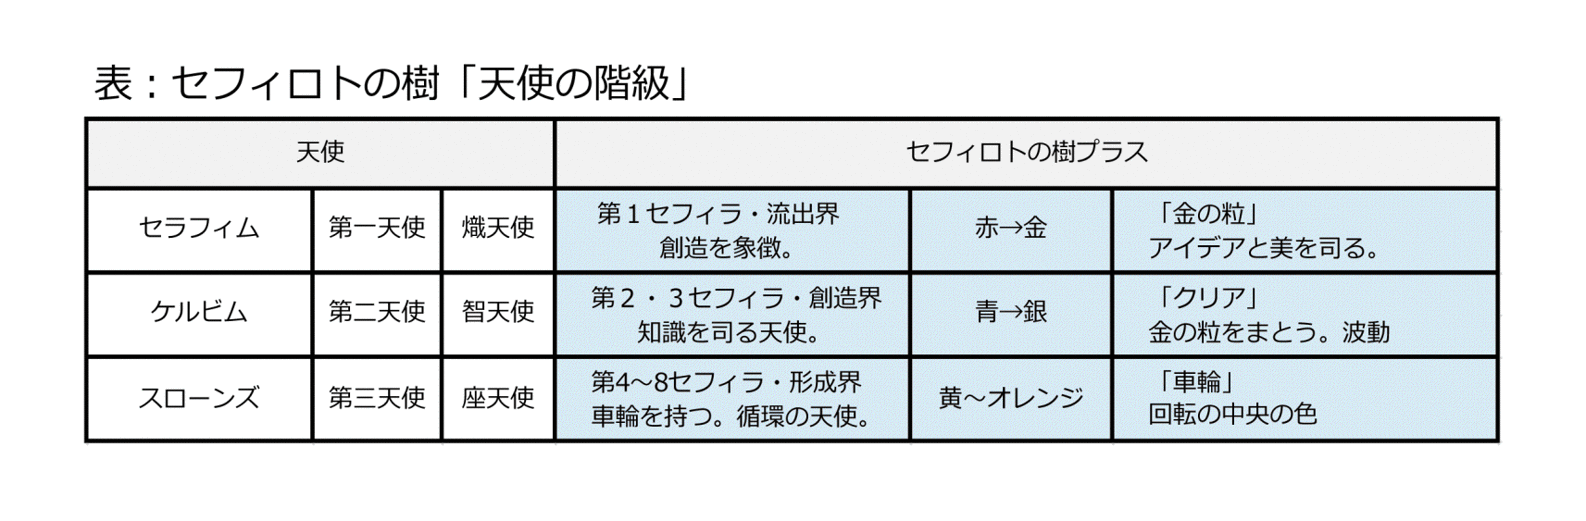 表：セフィロトの樹「天使の階級」
天使
セフィロトの樹プラス
セラフィム
第一天使
熾天使
第１セフィラ・流出界
創造を象徴。
赤→金
「金の粒」
アイデアと美を司る。
ケルビム
第二天使
智天使
第２・３セフィラ・創造界
知識を司る天使。
青→銀
「クリア」
金の粒をまとう。波動
スローンズ
第三天使
座天使
第4～8セフィラ・形成界
車輪を持つ。循環の天使。
黄～オレンジ
「車輪」
回転の中央の色